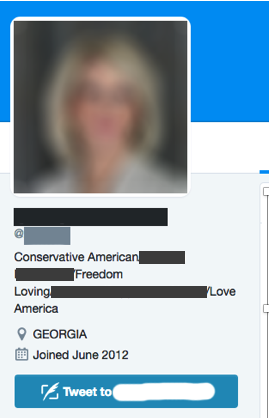 @
Conservative American/
/Freedom
Loving/ /Love
America
GEORGIA
Joined June 2012
Tweet to